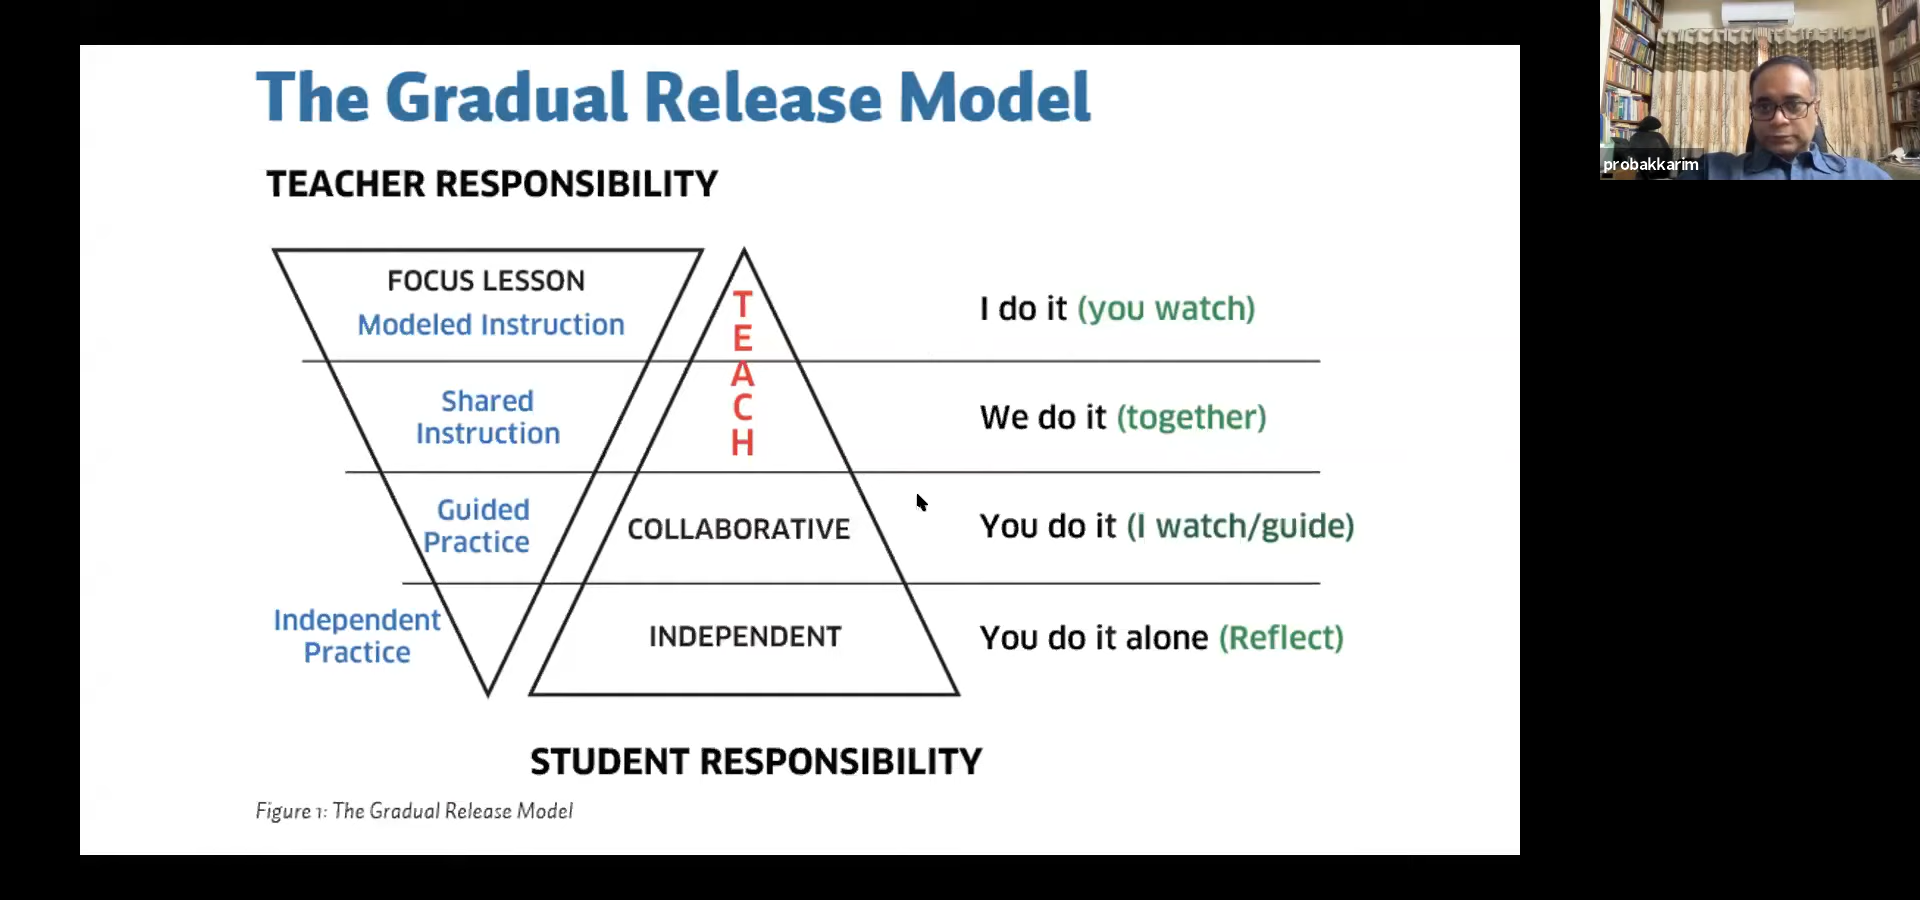 The Gradual Release Model
probakkarim
TEACHER RESPONSIBILITY
FOCUS LESSON
Modeled Instruction
T
E
A
C
H
I do it (you watch)
Shared
Instruction
We do it (together)
Guided
Practice
COLLABORATIVE
You do it (I watch/guide)
Independent
Practice
INDEPENDENT
You do it alone (Reflect)
STUDENT RESPONSIBILITY
Figure 1: The Gradual Release Model